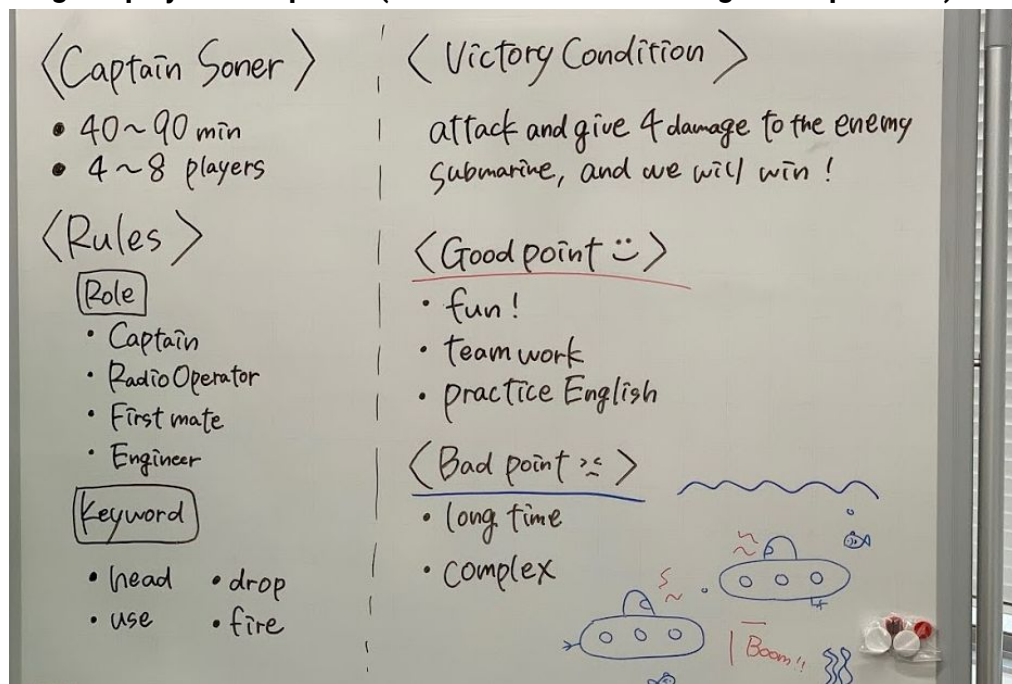 <Captain Soner>
• 40~90 min
• 4~8 players
<Rules>
Role
• Captain
• Radio Operator
• First mate
• Engineer
Keyword
• head • drop
• use • fire
<Victory Condition>
attack and give 4 damage to the enemy
submarine, and we will win!
<Good point>
• fun!
• team work
• practice English
<Bad point>
• long time
• complex
Boom!!